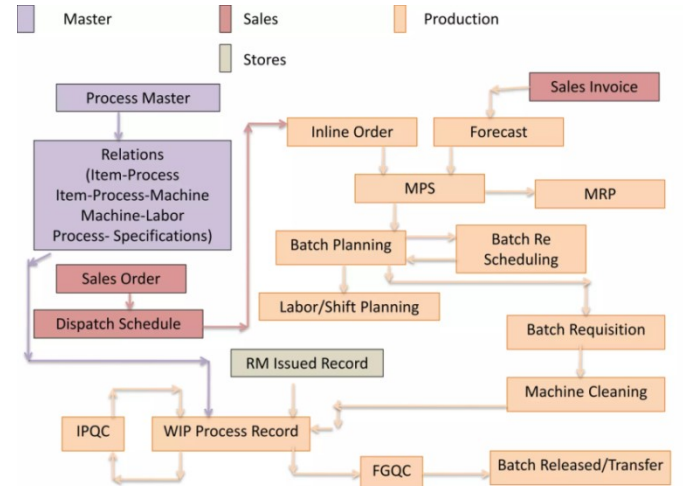 Master
Sales
Production
Stores
Sales Invoice
Process Master
Inline Order
Forecast
Relations
(Item-Process
Item-Process-Machine
Machine-Labor
Process- Specifications)
MPS
MRP
Batch Planning
Batch Re
Scheduling
Sales Order
Labor/Shift Planning
Dispatch Schedule
Batch Requisition
RM Issued Record
Machine Cleaning
IPQC
WIP Process Record
FGQC
Batch Released/Transfer